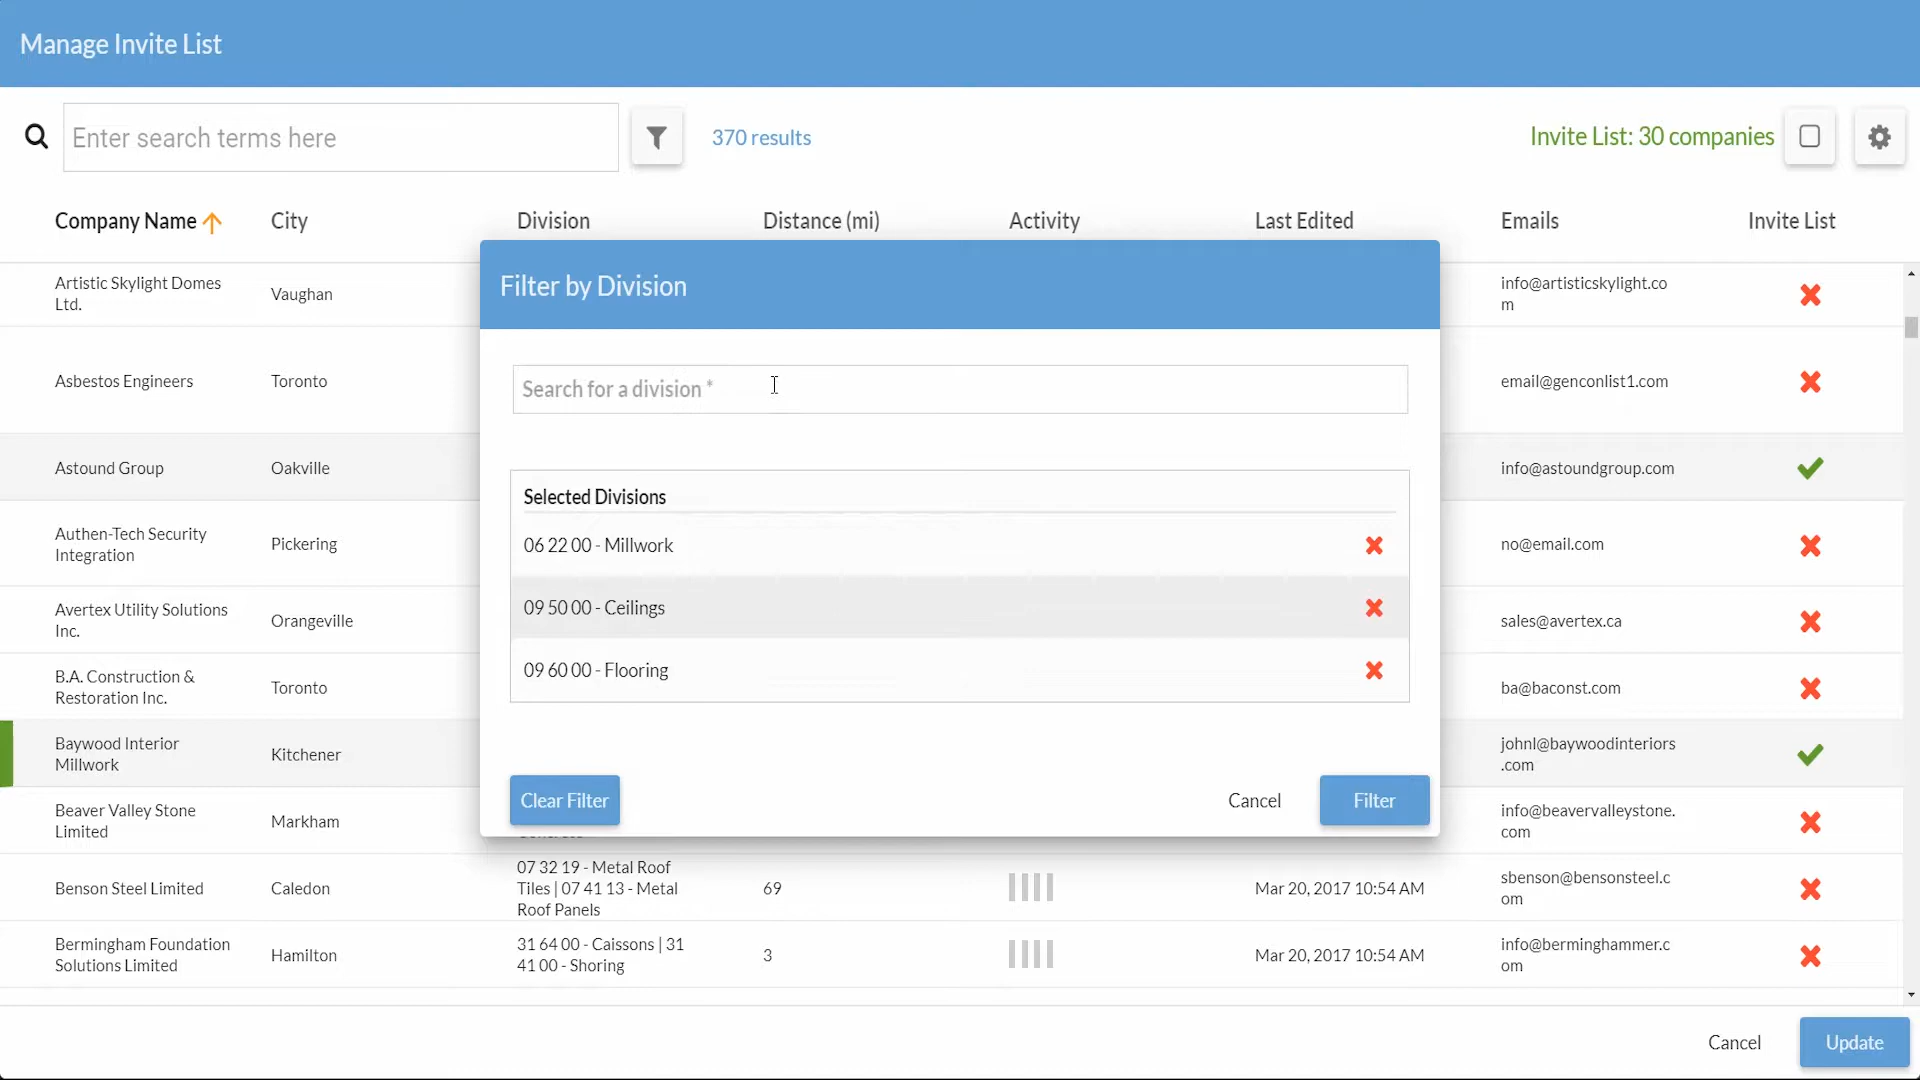 Manage Invite List
Enter search terms here
370 results
Invite List: 30 companies
Company Name
City
Division
Distance (mi)
Activity
Last Edited
Emails
Invite List
Artistic Skylight Domes
Ltd.
Vaughan
info@artisticskylight.co
m
Asbestos Engineers
Toronto
email@genconlist1.com
Astound Group
Oakville
info@astoundgroup.com
Authen-Tech Security
Integration
Pickering
no@email.com
Avertex Utility Solutions
Inc.
Orangeville
sales@avertex.ca
B.A. Construction &
Restoration Inc.
Toronto
ba@baconst.com
Baywood Interior
Millwork
Kitchener
johnl@baywoodinteriors
.com
Beaver Valley Stone
Limited
Markham
info@beavervalleystone.
com
Benson Steel Limited
Caledon
07 32 19 - Metal Roof
Tiles | 07 41 13 - Metal
Roof Panels
69
Mar 20, 2017 10:54 AM
sbenson@bensonsteel.c
om
Bermingham Foundation
Solutions Limited
Hamilton
31 64 00 - Caissons | 31
41 00 - Shoring
3
Mar 20, 2017 10:54 AM
info@berminghammer.c
om
Filter by Division
Search for a division *
Selected Divisions
06 22 00 - Millwork
09 50 00 - Ceilings
09 60 00 - Flooring
Clear Filter
Cancel
Filter
Cancel
Update